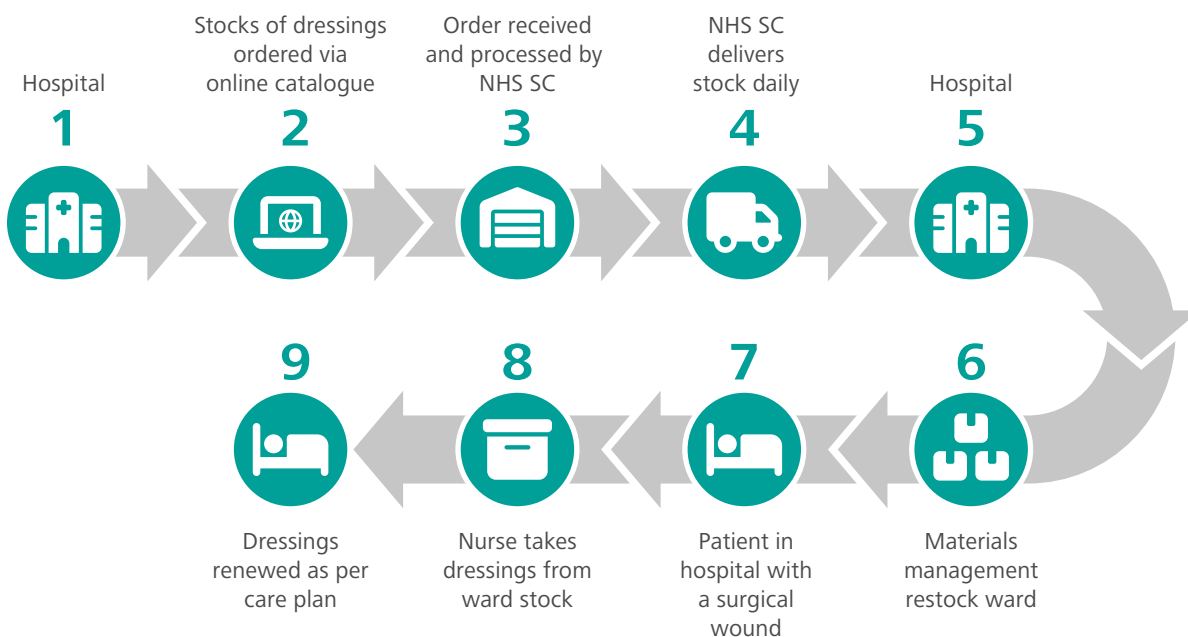 Hospital
1
Stocks of dressings
ordered via
online catalogue
2
Order received
and processed by
NHS SC
3
NHS SC
delivers
stock daily
4
Hospital
5
6
Materials
management
restock ward
7
Patient in
hospital with
a surgical
wound
8
Nurse takes
dressings from
ward stock
9
Dressings
renewed as per
care plan